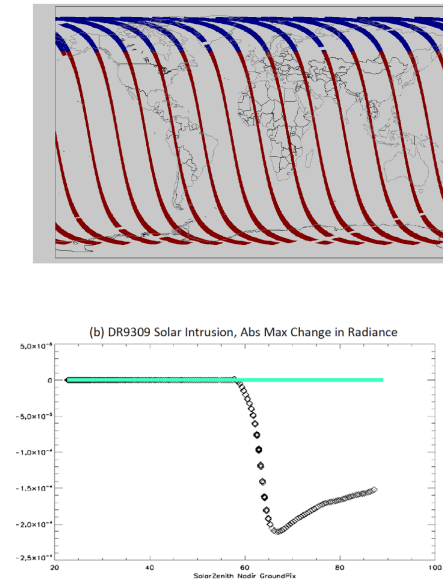 (b) DR9309 Solar Intrusion, Abs Max Change in Radiance
5.0×10⁻⁵
0
-5.0×10⁻⁵
-1.0×10⁻⁴
-1.5×10⁻⁴
-2.0×10⁻⁴
-2.5×10⁻⁴
20 40 60 80 100
SolarZenith Nadir GroundPix